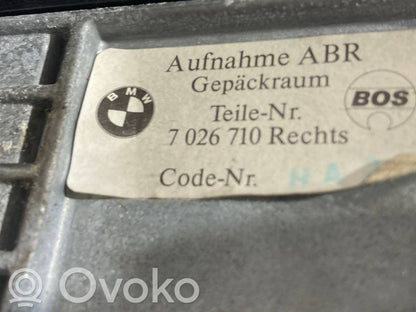 Aufnahme ABR
Gepäckraum
BMW
BOS
Teile-Nr.
7 026 710 Rechts
Code-Nr.
Ovoko